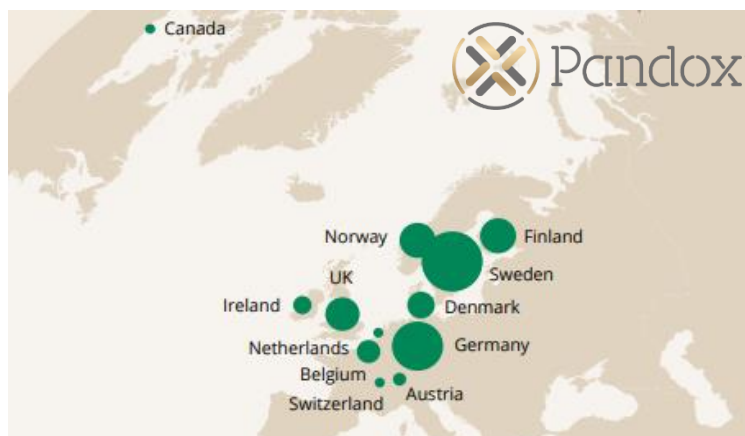 Canada
Pandox
Norway
Finland
UK
Sweden
Ireland
Denmark
Netherlands
Germany
Belgium
Austria
Switzerland